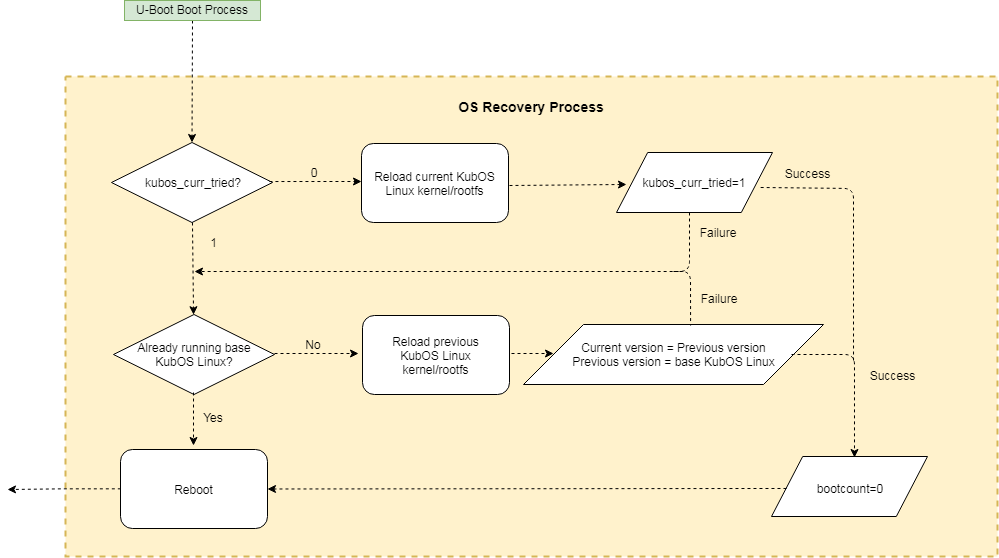 U-Boot Boot Process
OS Recovery Process
kubos_curr_tried?
0
Reload current KubOS
Linux kernel/rootfs
kubos_curr_tried=1
Success
1
Failure
Failure
Already running base
KubOS Linux?
No
Reload previous
KubOS Linux
kernel/rootfs
Current version = Previous version
Previous version = base KubOS Linux
Success
Yes
Reboot
bootcount=0